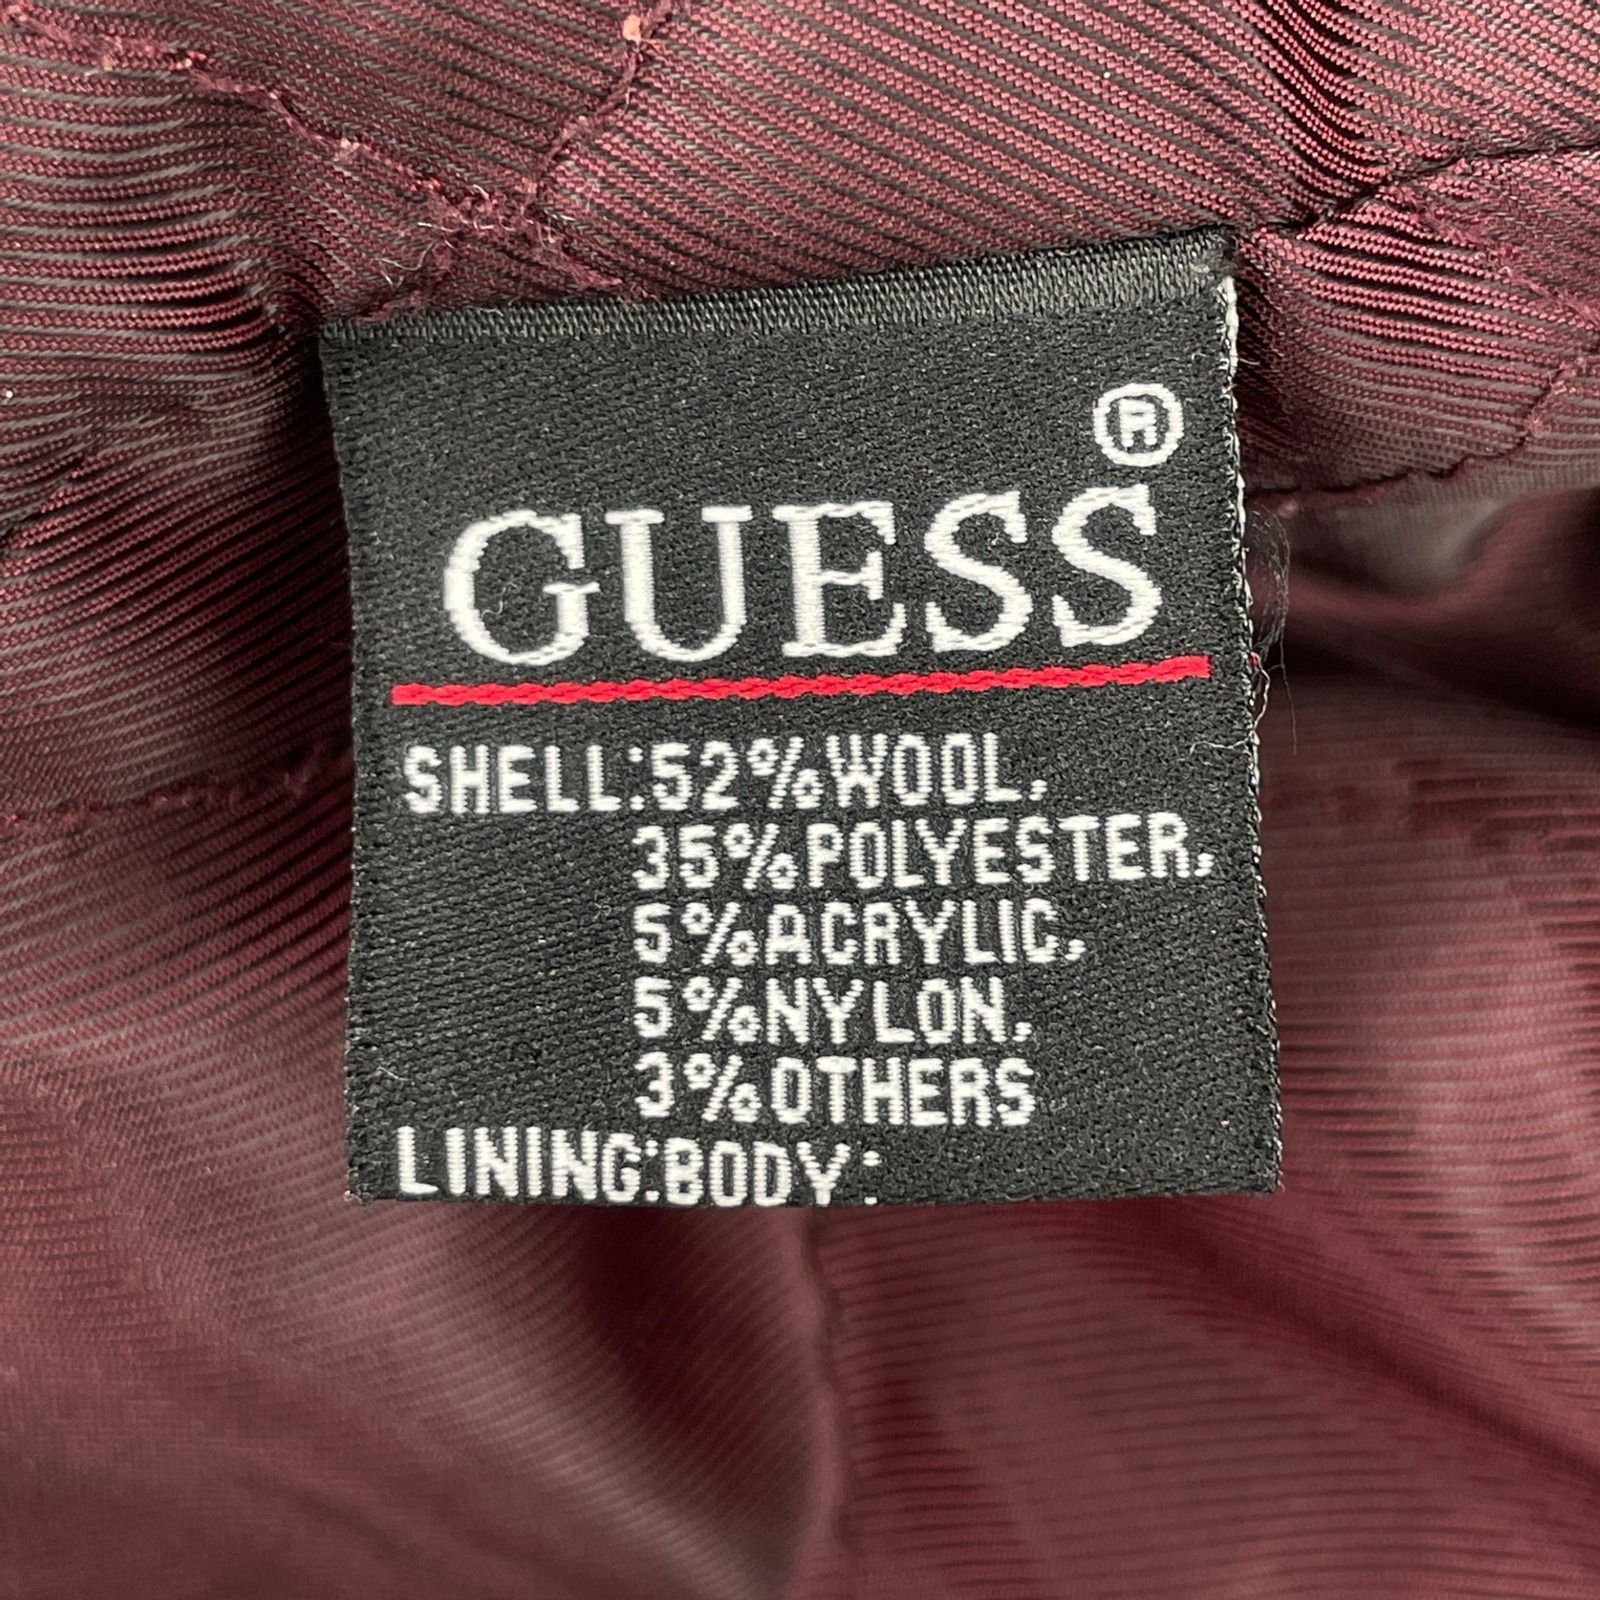 ®
GUESS
SHELL:52%WOOL,
35%POLYESTER,
5%ACRYLIC,
5%NYLON,
3%OTHERS
LINING:BODY: